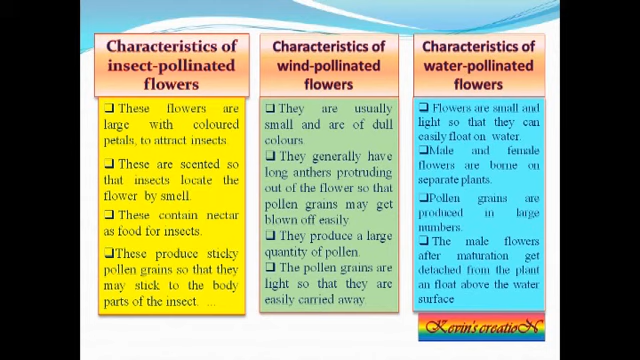 Characteristics of
insect-pollinated
flowers
These flowers are
large with coloured
petals, to attract insects
These are scented so
that insects locate the
flower by smell.
These contain nectar
as food for insects.
These produce sticky
pollen grains so that they
may stick to the body
parts of the insect. ...
Characteristics of
wind-pollinated
flowers
They are usually
small and are of dull
colours.
They generally have
long anthers protruding
out of the flower so that
pollen grains may get
blown off easily
They produce a large
quantity of pollen.
The pollen grains are
light so that they are
easily carried away.
Characteristics of
water-pollinated
flowers
Flowers are small and
light so that they can
easily float on water.
Male and female
flowers are borne on
separate plants.
Pollen grains are
produced in large
numbers.
The male flowers
after maturation get
detached from the plant
an float above the water
surface
Kevin's creatioN